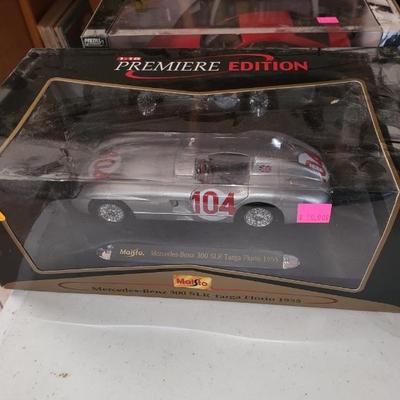 1:18
PREMIERE EDITION
104
104
Maisto. Mercedes-Benz 300 SLR Targa Florio 1955
Maisto
Mercedes-Benz 300 SLR Targa Florio 1955